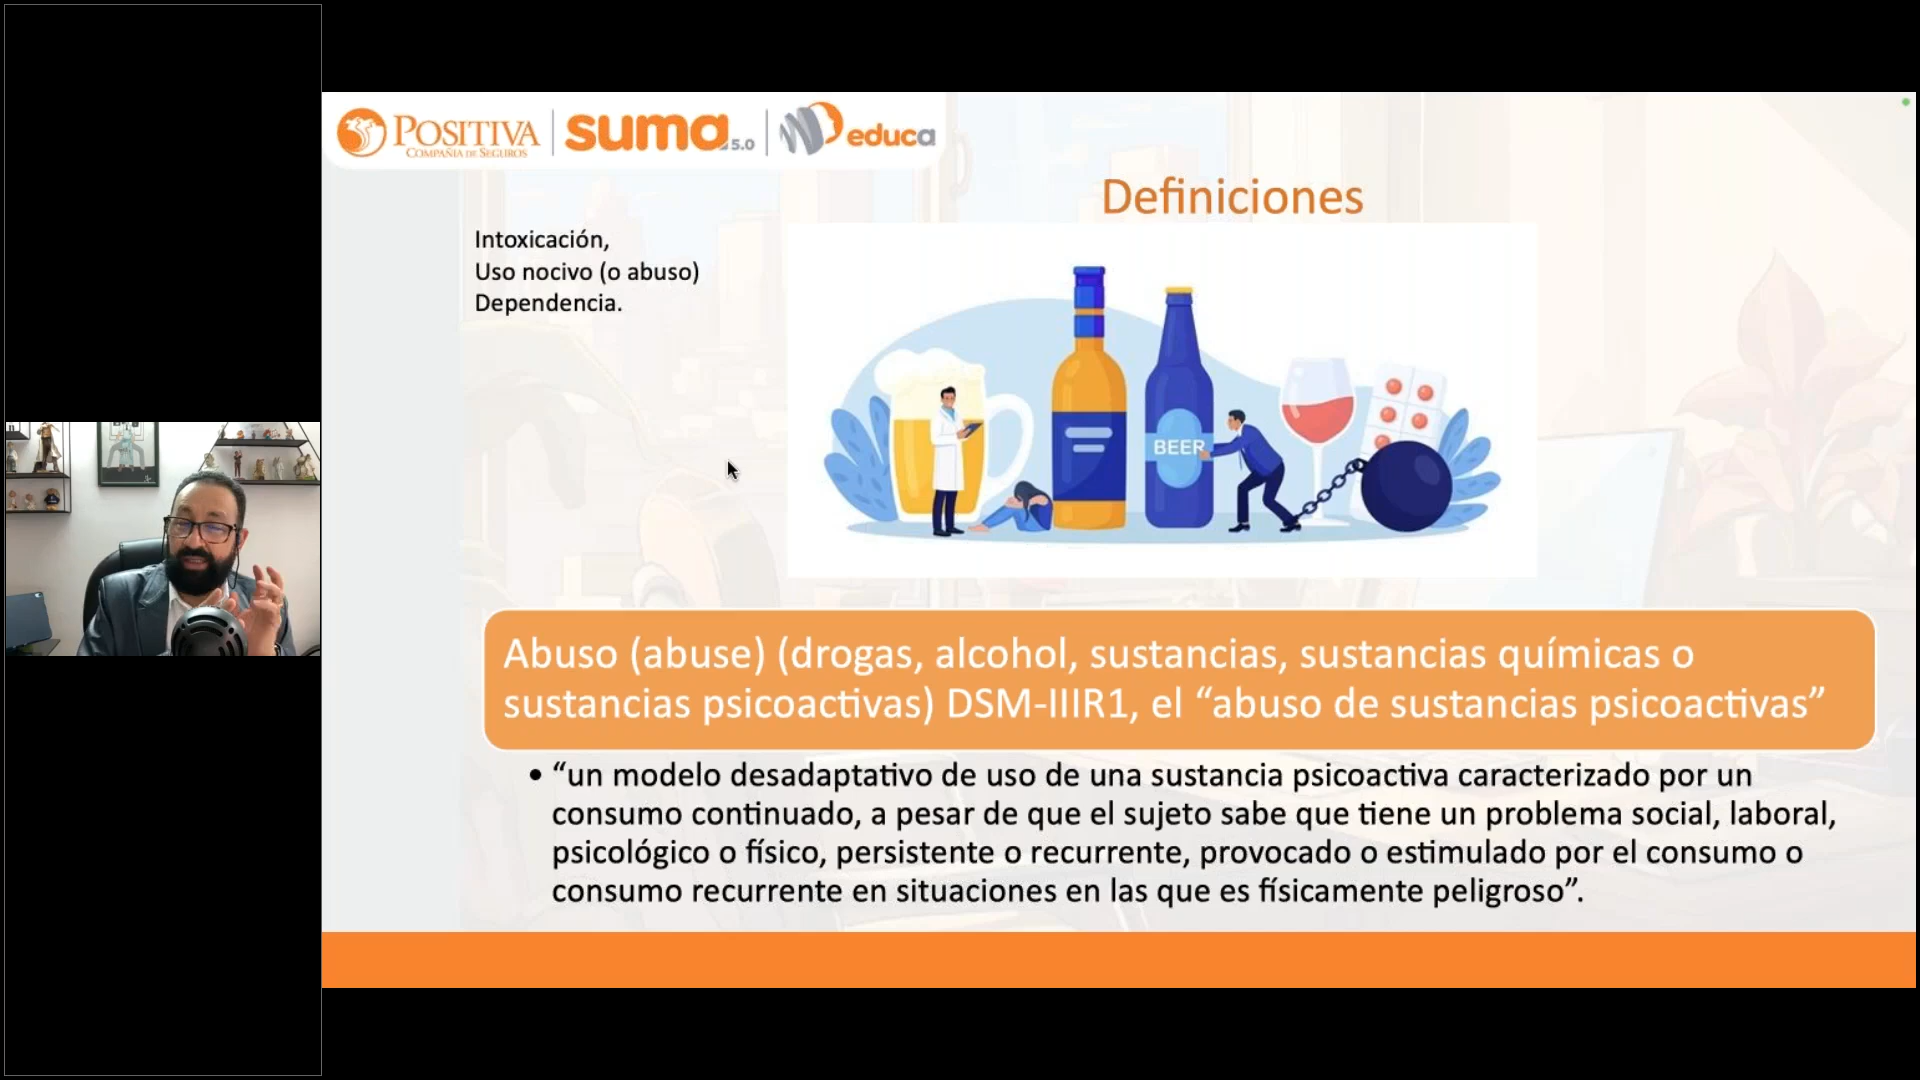 POSITIVA
COMPAÑIA DE SEGUROS
suma 5.0
educa
Definiciones
Intoxicación,
Uso nocivo (o abuso)
Dependencia.
BEER
Abuso (abuse) (drogas, alcohol, sustancias, sustancias químicas o
sustancias psicoactivas) DSM-IIIR1, el “abuso de sustancias psicoactivas”
• “un modelo desadaptativo de uso de una sustancia psicoactiva caracterizado por un
consumo continuado, a pesar de que el sujeto sabe que tiene un problema social, laboral,
psicológico o físico, persistente o recurrente, provocado o estimulado por el consumo o
consumo recurrente en situaciones en las que es físicamente peligroso”.